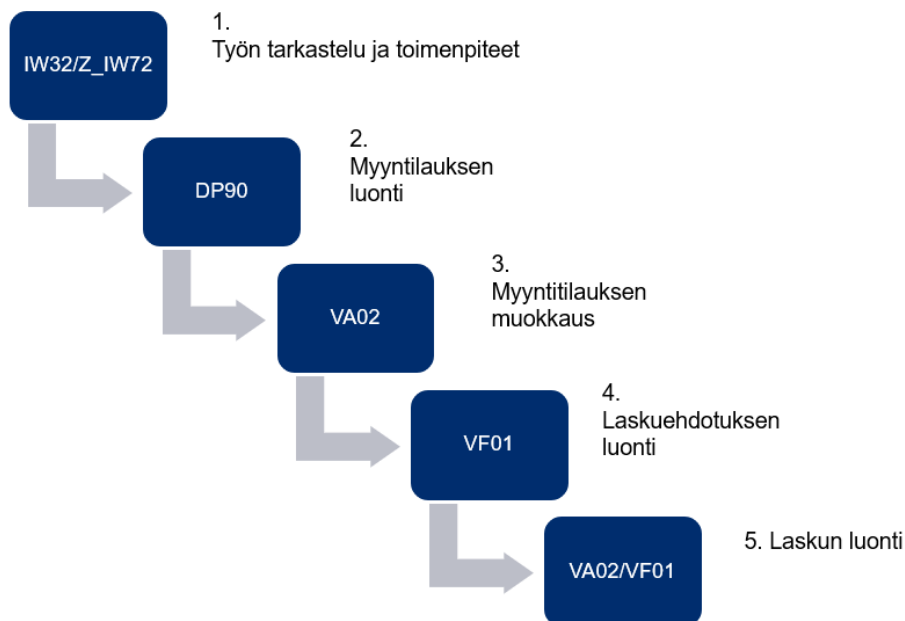 1.
Työn tarkastelu ja toimenpiteet
IW32/Z_IW72
2.
Myyntilauksen
luonti
DP90
3.
Myyntitilauksen
muokkaus
VA02
4.
Laskuehdotuksen
luonti
VF01
5. Laskun luonti
VA02/VF01